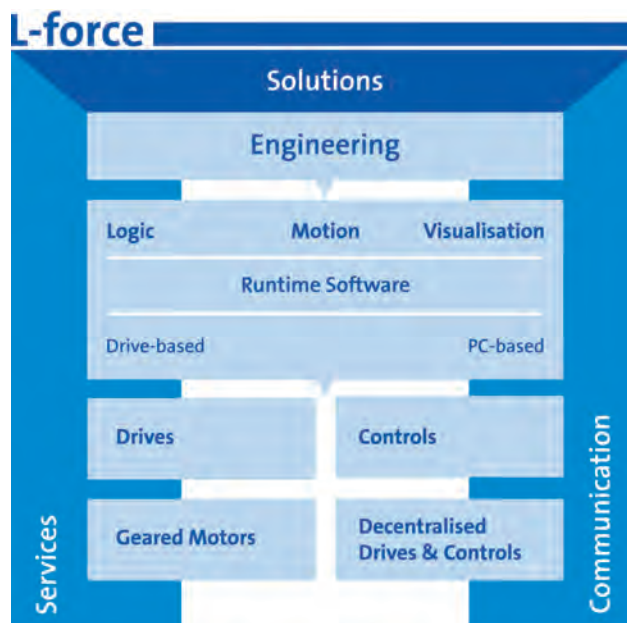 L-force
Solutions
Engineering
Logic Motion Visualisation
Runtime Software
Drive-based PC-based
Drives Controls
Geared Motors
Decentralised
Drives & Controls
Services
Communication